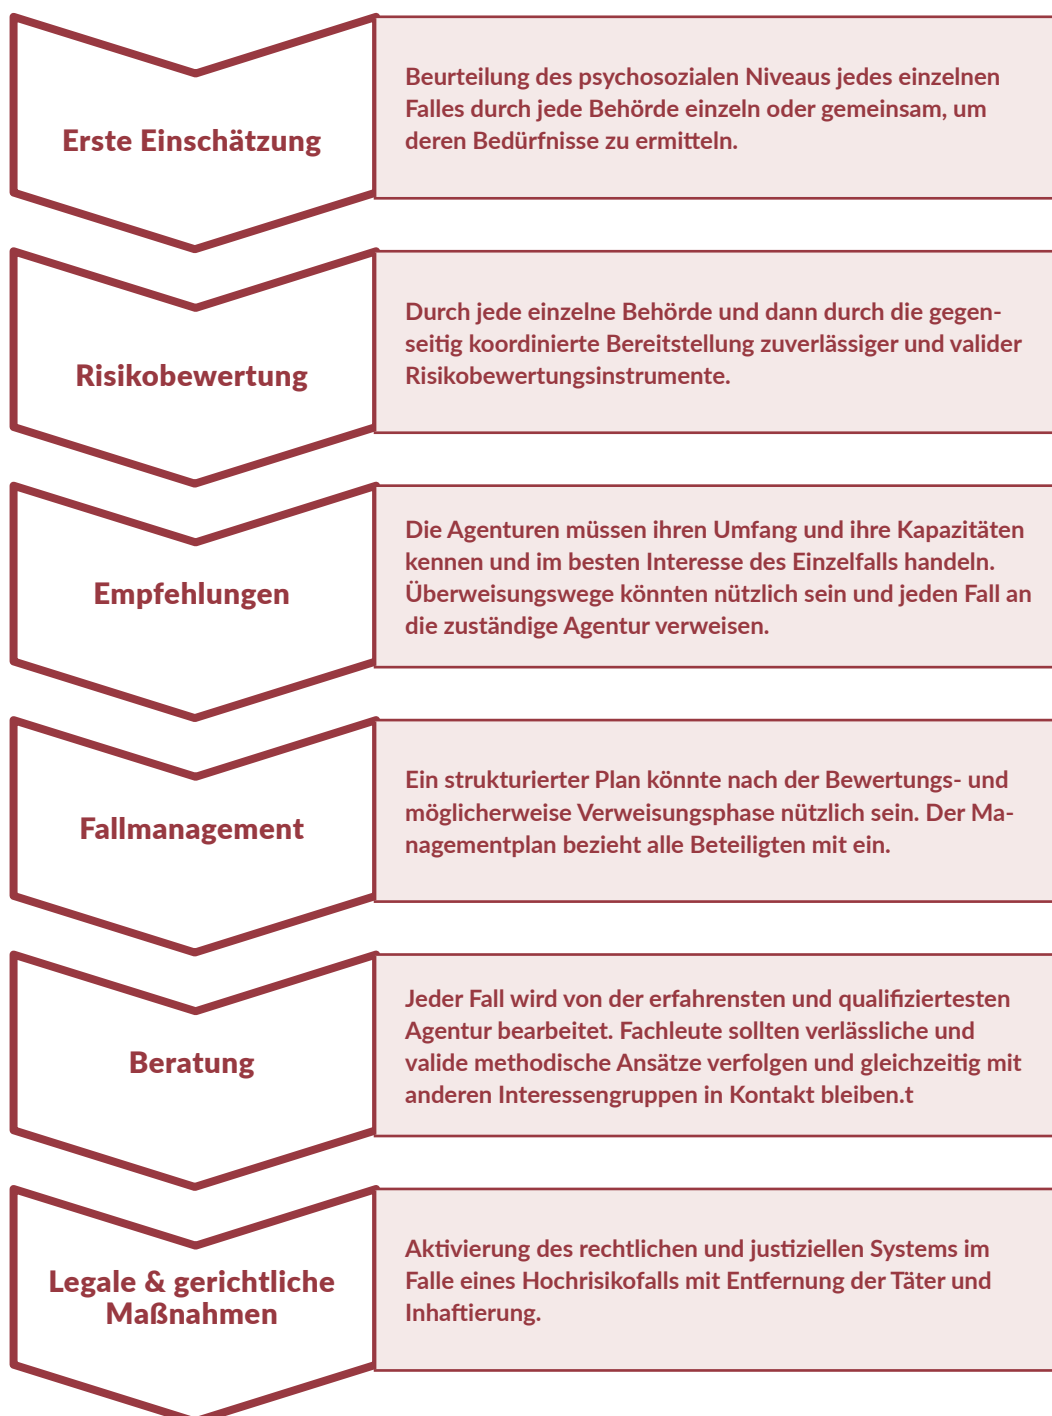 Erste Einschätzung
Beurteilung des psychosozialen Niveaus jedes einzelnen
Falles durch jede Behörde einzeln oder gemeinsam, um
deren Bedürfnisse zu ermitteln.
Risikobewertung
Durch jede einzelne Behörde und dann durch die gegen-
seitig koordinierte Bereitstellung zuverlässiger und valider
Risikobewertungsinstrumente.
Empfehlungen
Die Agenturen müssen ihren Umfang und ihre Kapazitäten
kennen und im besten Interesse des Einzelfalls handeln.
Überweisungswege könnten nützlich sein und jeden Fall an
die zuständige Agentur verweisen.
Fallmanagement
Ein strukturierter Plan könnte nach der Bewertungs- und
möglicherweise Verweisungsphase nützlich sein. Der Ma-
nagementplan bezieht alle Beteiligten mit ein.
Beratung
Jeder Fall wird von der erfahrensten und qualifiziertesten
Agentur bearbeitet. Fachleute sollten verlässliche und
valide methodische Ansätze verfolgen und gleichzeitig mit
anderen Interessengruppen in Kontakt bleiben.t
Legale & gerichtliche
Maßnahmen
Aktivierung des rechtlichen und justiziellen Systems im
Falle eines Hochrisikofalls mit Entfernung der Täter und
Inhaftierung.